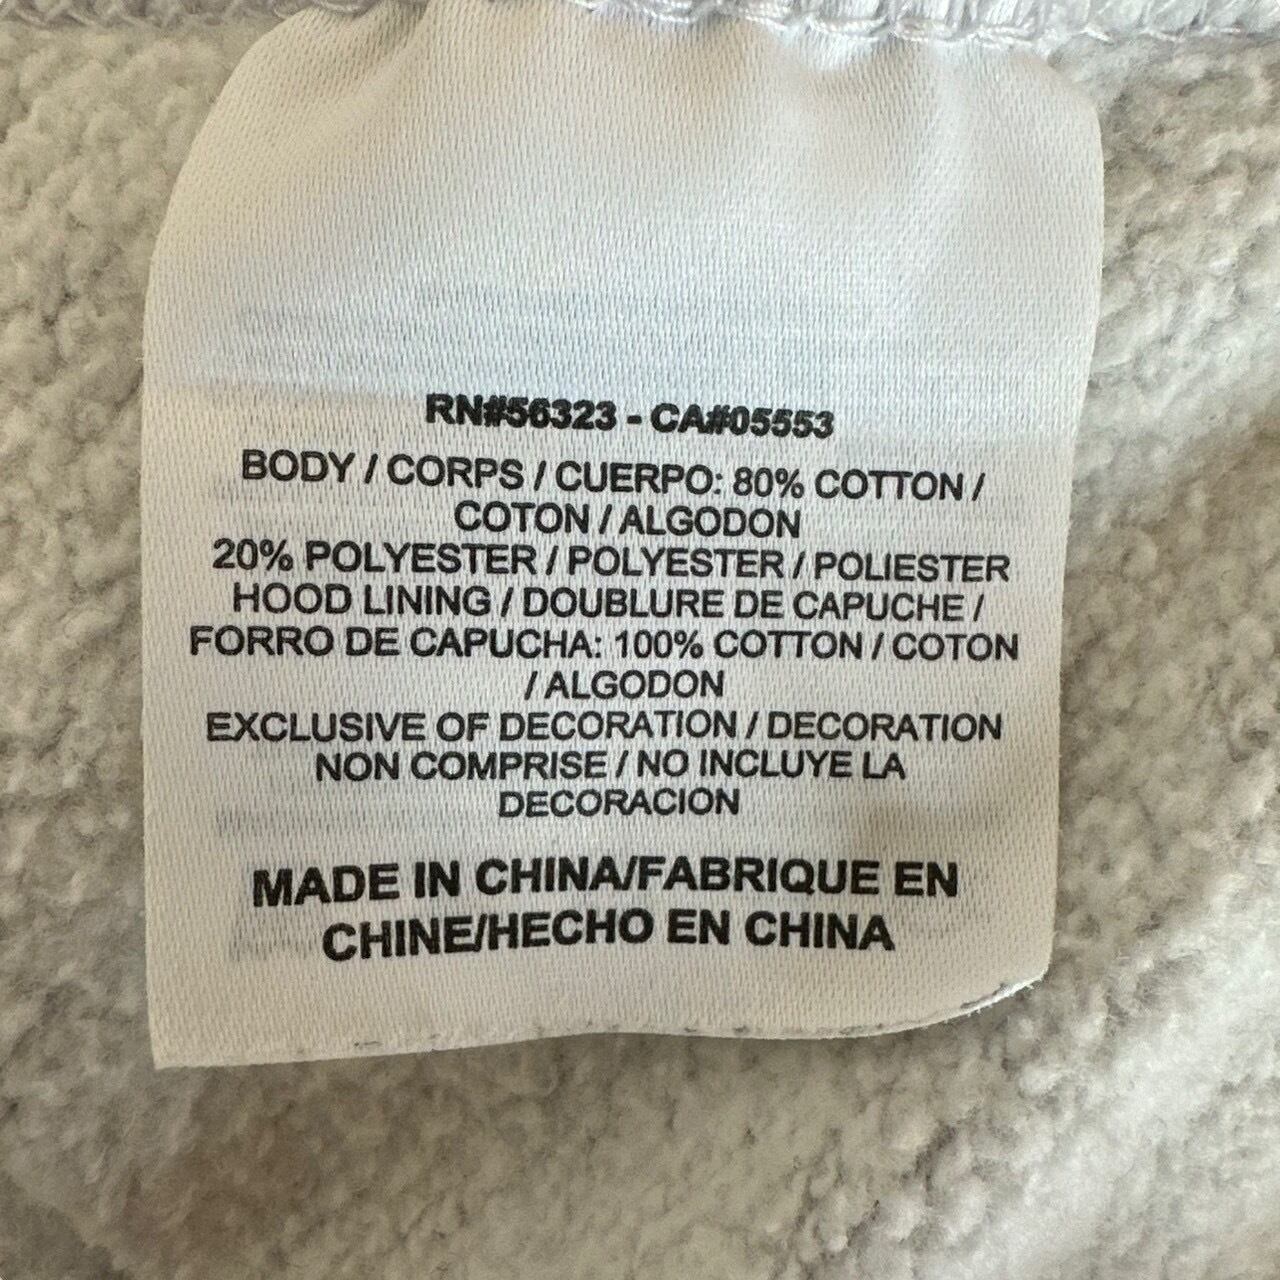 RN#56323 - CA#05553
BODY / CORPS / CUERPO: 80% COTTON /
COTON / ALGODON
20% POLYESTER / POLYESTER / POLIESTER
HOOD LINING / DOUBLURE DE CAPUCHE /
FORRO DE CAPUCHA: 100% COTTON / COTON
/ ALGODON
EXCLUSIVE OF DECORATION / DECORATION
NON COMPRISE / NO INCLUYE LA
DECORACION
MADE IN CHINA/FABRIQUE EN
CHINE/HECHO EN CHINA